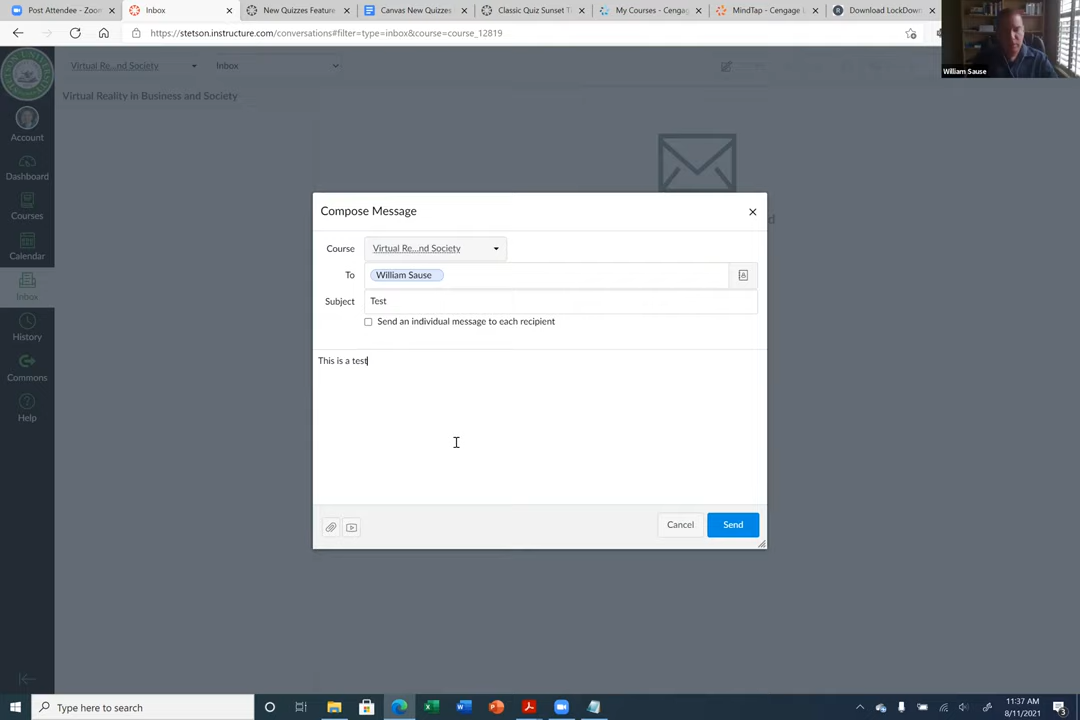 Post Attendee - Zoom
Inbox
New Quizzes Feature
Canvas New Quizzes
Classic Quiz Sunset T
My Courses - Cengag
MindTap - Cengage L
Download LockDown
https://stetson.instructure.com/conversations#filter=type=inbox&course=course_12819
William Sause
Virtual Re...nd Society
Inbox
Virtual Reality in Business and Society
Account
Dashboard
Courses
Calendar
Inbox
History
Commons
Help
Compose Message
Course
Virtual Re...nd Society
To
William Sause
Subject
Test
Send an individual message to each recipient
This is a test
Cancel
Send
Type here to search
11:37 AM
8/11/2021
3